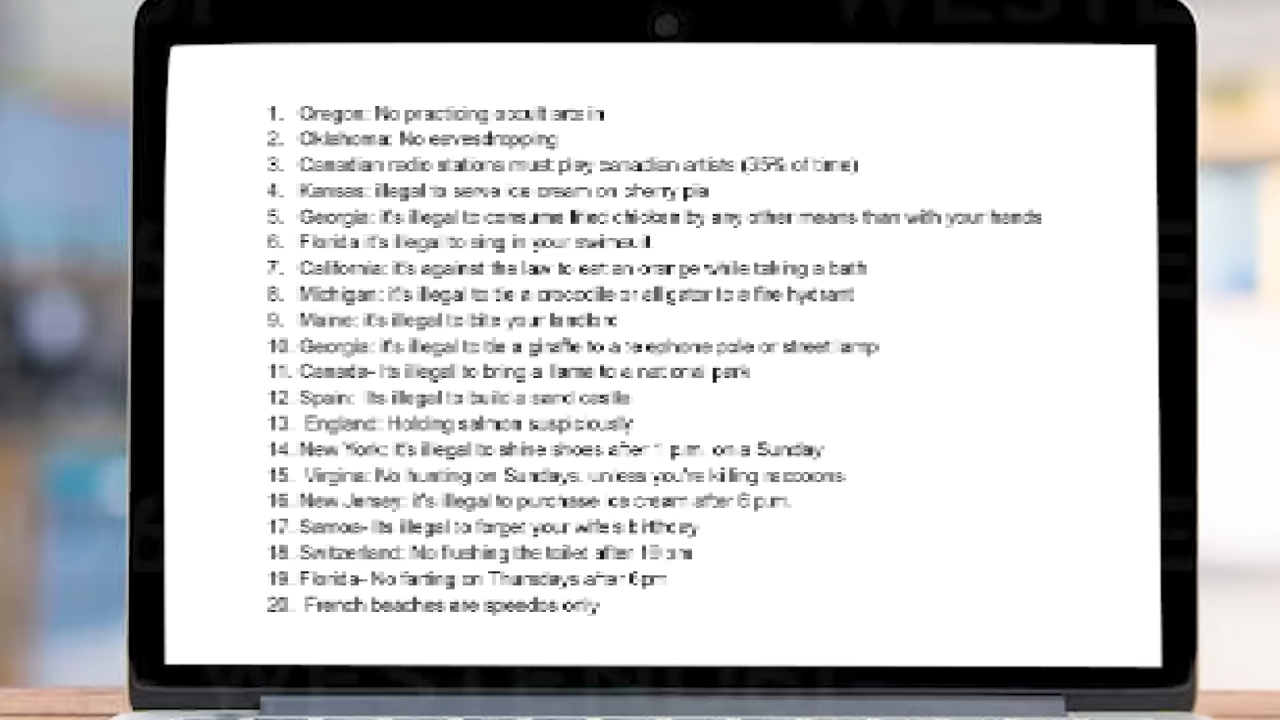 1. Oregon: No practicing occult arts in
2. Oklahoma: No eavesdropping
3. Canadian radio stations must play canadian artists (35% of time)
4. Kansas: illegal to serve ice cream on cherry pie
5. Georgia: it's illegal to consume fried chicken by any other means than with your hands
6. Florida it's illegal to sing in your swimsuit
7. California: it's against the law to eat an orange while taking a bath
8. Michigan: it's illegal to tie a crocodile or alligator to a fire hydrant
9. Maine: it's illegal to bite your landlord
10. Georgia: it's illegal to tie a giraffe to a telephone pole or street lamp
11. Canada- Its illegal to bring a llama to a national park
12. Spain: Its illegal to build a sand castle
13. England: Holding salmon suspiciously
14. New York: it's illegal to shine shoes after 1 p.m. on a Sunday
15. Virgina: No hunting on Sundays, unless you're killing raccoons
16. New Jersey: it's illegal to purchase ice cream after 6 p.m.
17. Samoa- Its illegal to forget your wife's birthday
18. Switzerland: No flushing the toilet after 10 pm
19. Florida- No farting on Thursdays after 6pm
20. French beaches are speedos only